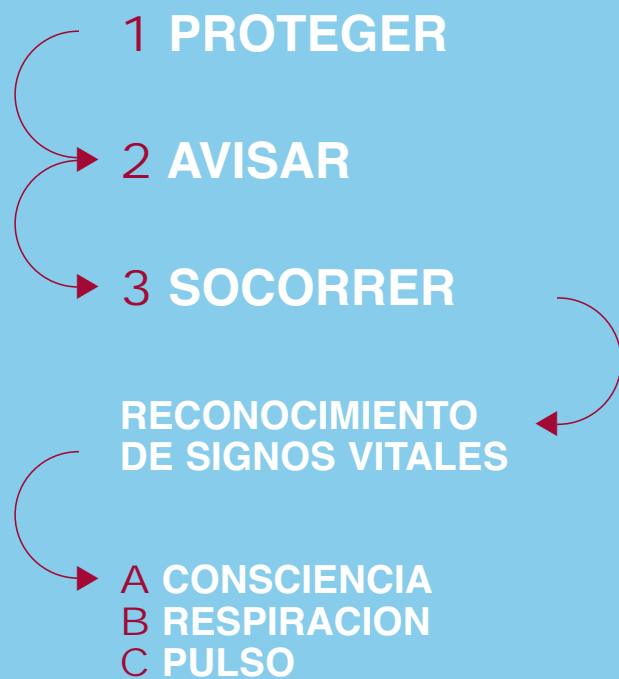 1 PROTEGER
2 AVISAR
3 SOCORRER
RECONOCIMIENTO
DE SIGNOS VITALES
A CONSCIENCIA
B RESPIRACION
C PULSO